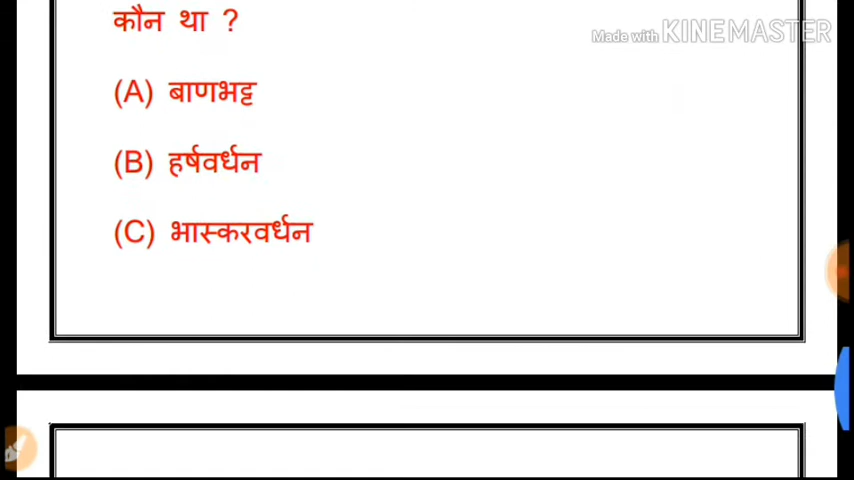 कौन था ?
Made with KINEMASTER
(A) बाणभट्ट
(B) हर्षवर्धन
(C) भास्करवर्धन